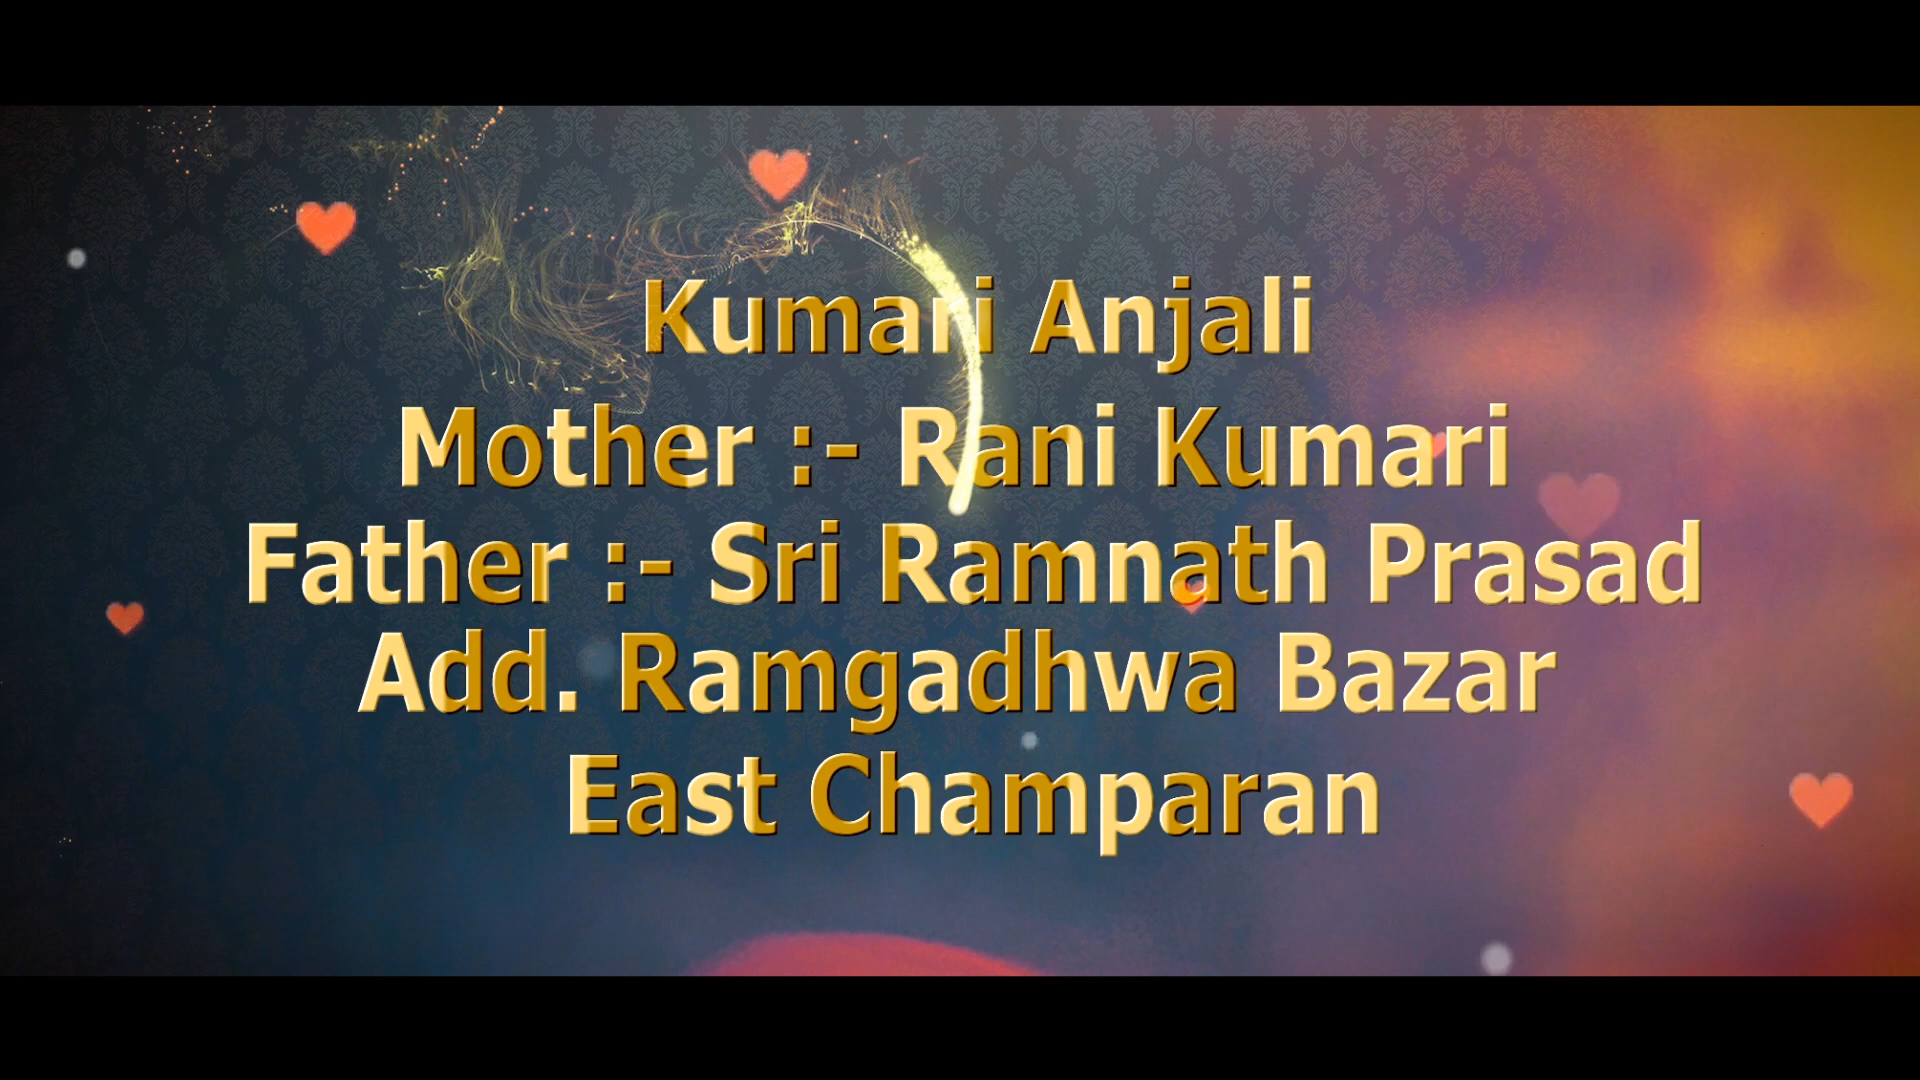 Kumari Anjali
Mother :- Rani Kumari
Father :- Sri Ramnath Prasad
Add. Ramgadhwa Bazar
East Champaran